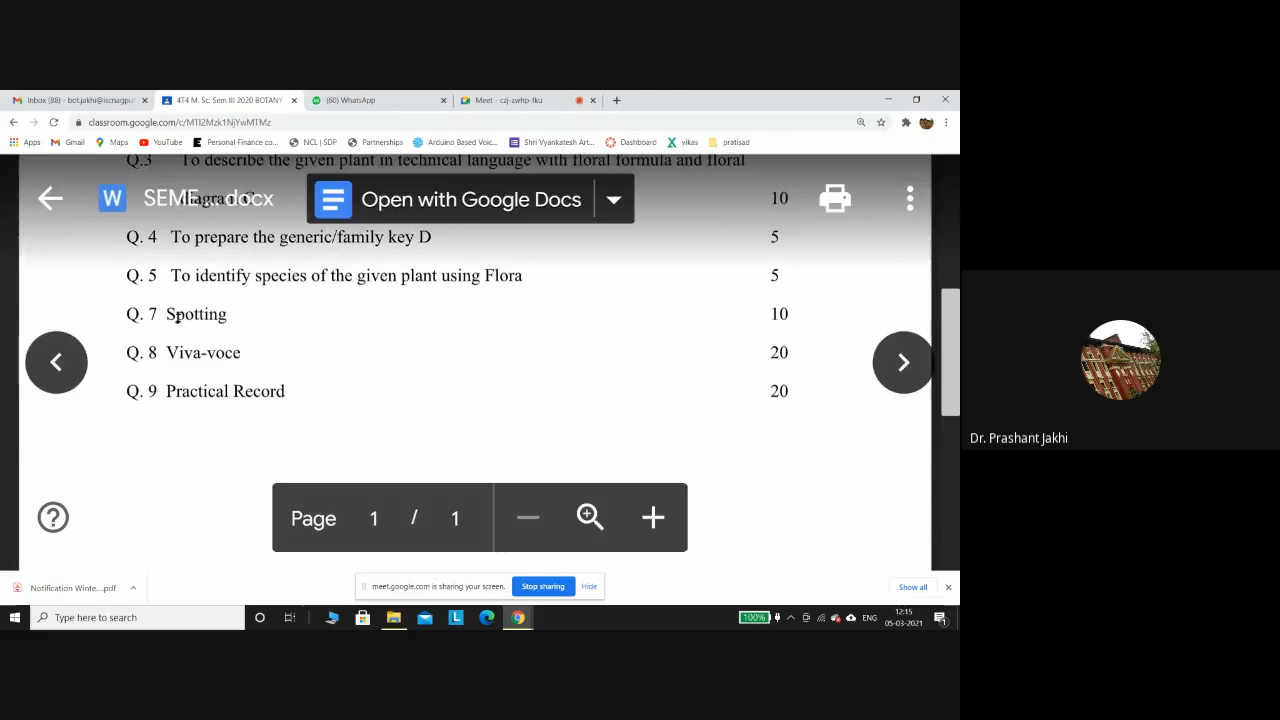 Inbox (88) - bot.jakhi@iscnagpur
4T4 M. Sc. Sem III 2020 BOTANY
(60) WhatsApp
Meet - czj-zwhp-fku
classroom.google.com/c/MTI2Mzk1NjYwMTMz
Apps Gmail Maps YouTube Personal Finance co... NCL | SDP Partnerships Arduino Based Voic... Shri Vyankatesh Art... Dashboard vikas pratisad
Q.3 To describe the given plant in technical language with floral formula and floral
diagram C 10
W SEME... .docx
Open with Google Docs
Q. 4 To prepare the generic/family key D 5
Q. 5 To identify species of the given plant using Flora 5
Q. 7 Spotting 10
Q. 8 Viva-voce 20
Q. 9 Practical Record 20
Dr. Prashant Jakhi
Page 1 / 1
Notification Winte....pdf
meet.google.com is sharing your screen. Stop sharing Hide
Show all
Type here to search
L
100%
ENG
12:15
05-03-2021
1